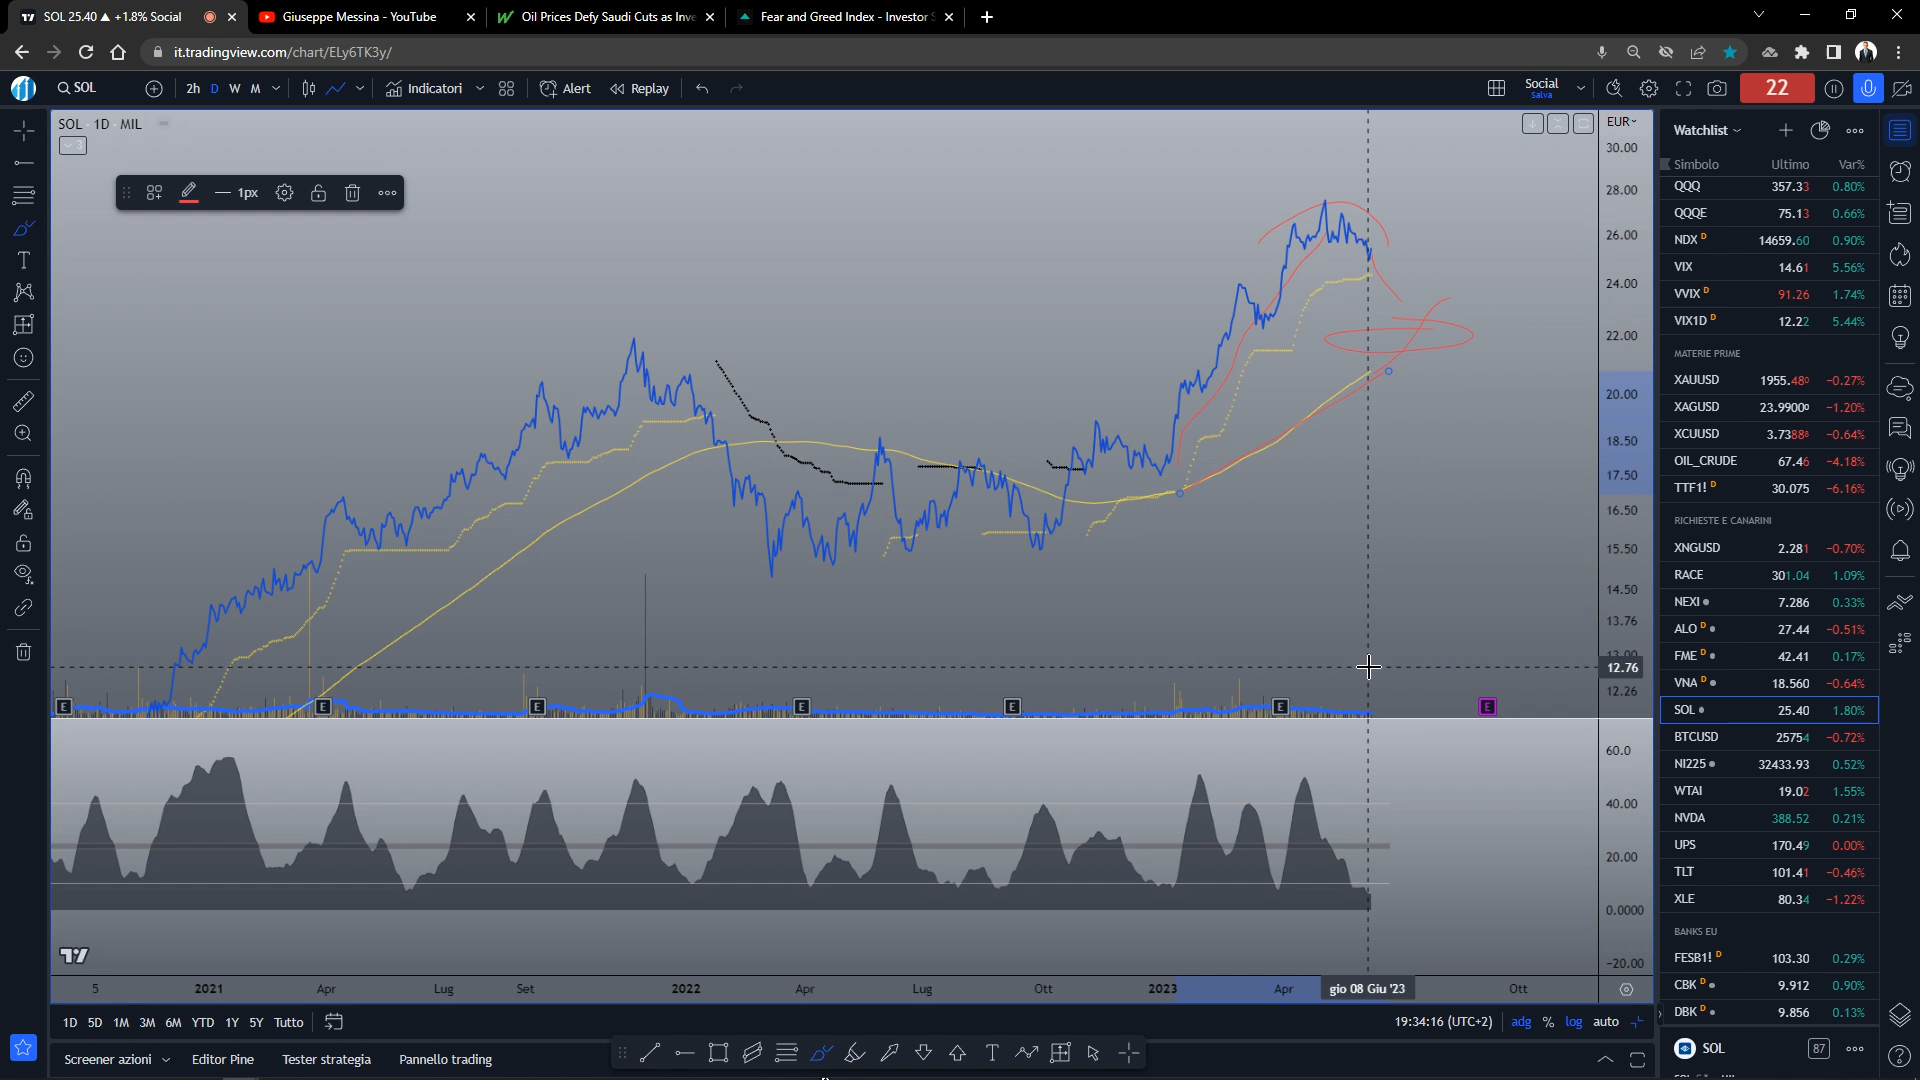 SOL 25.40 ▲ +1.8% Social
Giuseppe Messina - YouTube
Oil Prices Defy Saudi Cuts as Inve
Fear and Greed Index - Investor S
it.tradingview.com/chart/ELy6TK3y/
SOL
2h D W M
Indicatori
Alert
Replay
Social
Salva
22
SOL · 1D · MIL
3
1px
EUR
30.00
28.00
26.00
24.00
22.00
20.00
18.50
17.50
16.50
15.50
14.50
13.76
13.00
12.76
12.26
E E E E E E E
60.0
40.00
20.00
0.0000
-20.00
5 2021 Apr Lug Set 2022 Apr Lug Ott 2023 Apr gio 08 Giu '23 Ott
1D 5D 1M 3M 6M YTD 1Y 5Y Tutto
19:34:16 (UTC+2) adg % log auto
Screener azioni Editor Pine Tester strategia Pannello trading
Watchlist
Simbolo Ultimo Var%
QQQ 357.33 0.80%
QQQE 75.13 0.66%
NDX D 14659.60 0.90%
VIX 14.61 5.56%
VVIX D 91.26 1.74%
VIX1D D 12.22 5.44%
MATERIE PRIME
XAUUSD 1955.480 -0.27%
XAGUSD 23.9900 -1.20%
XCUUSD 3.7388 -0.64%
OIL_CRUDE 67.46 -4.18%
TTF1! D 30.075 -6.16%
RICHIESTE E CANARINI
XNGUSD 2.281 -0.70%
RACE 301.04 1.09%
NEXI 7.286 0.33%
ALO D 27.44 -0.51%
FME D 42.41 0.17%
VNA D 18.560 -0.64%
SOL 25.40 1.80%
BTCUSD 25754 -0.72%
NI225 32433.93 0.52%
WTAI 19.02 1.55%
NVDA 388.52 0.21%
UPS 170.49 0.00%
TLT 101.41 -0.46%
XLE 80.34 -1.22%
BANKS EU
FESB1! D 103.30 0.29%
CBK D 9.912 0.90%
DBK D 9.856 0.13%
SOL 87